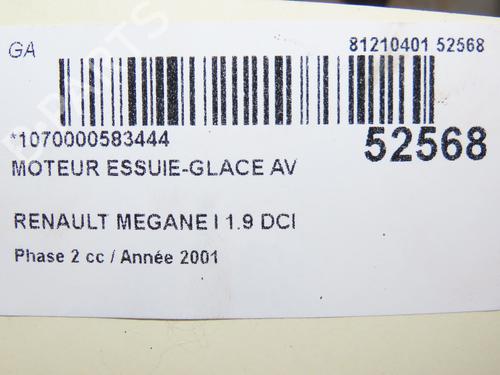 GA
81210401 52568
*1070000583444
52568
MOTEUR ESSUIE-GLACE AV
RENAULT MEGANE I 1.9 DCI
Phase 2 cc / Année 2001